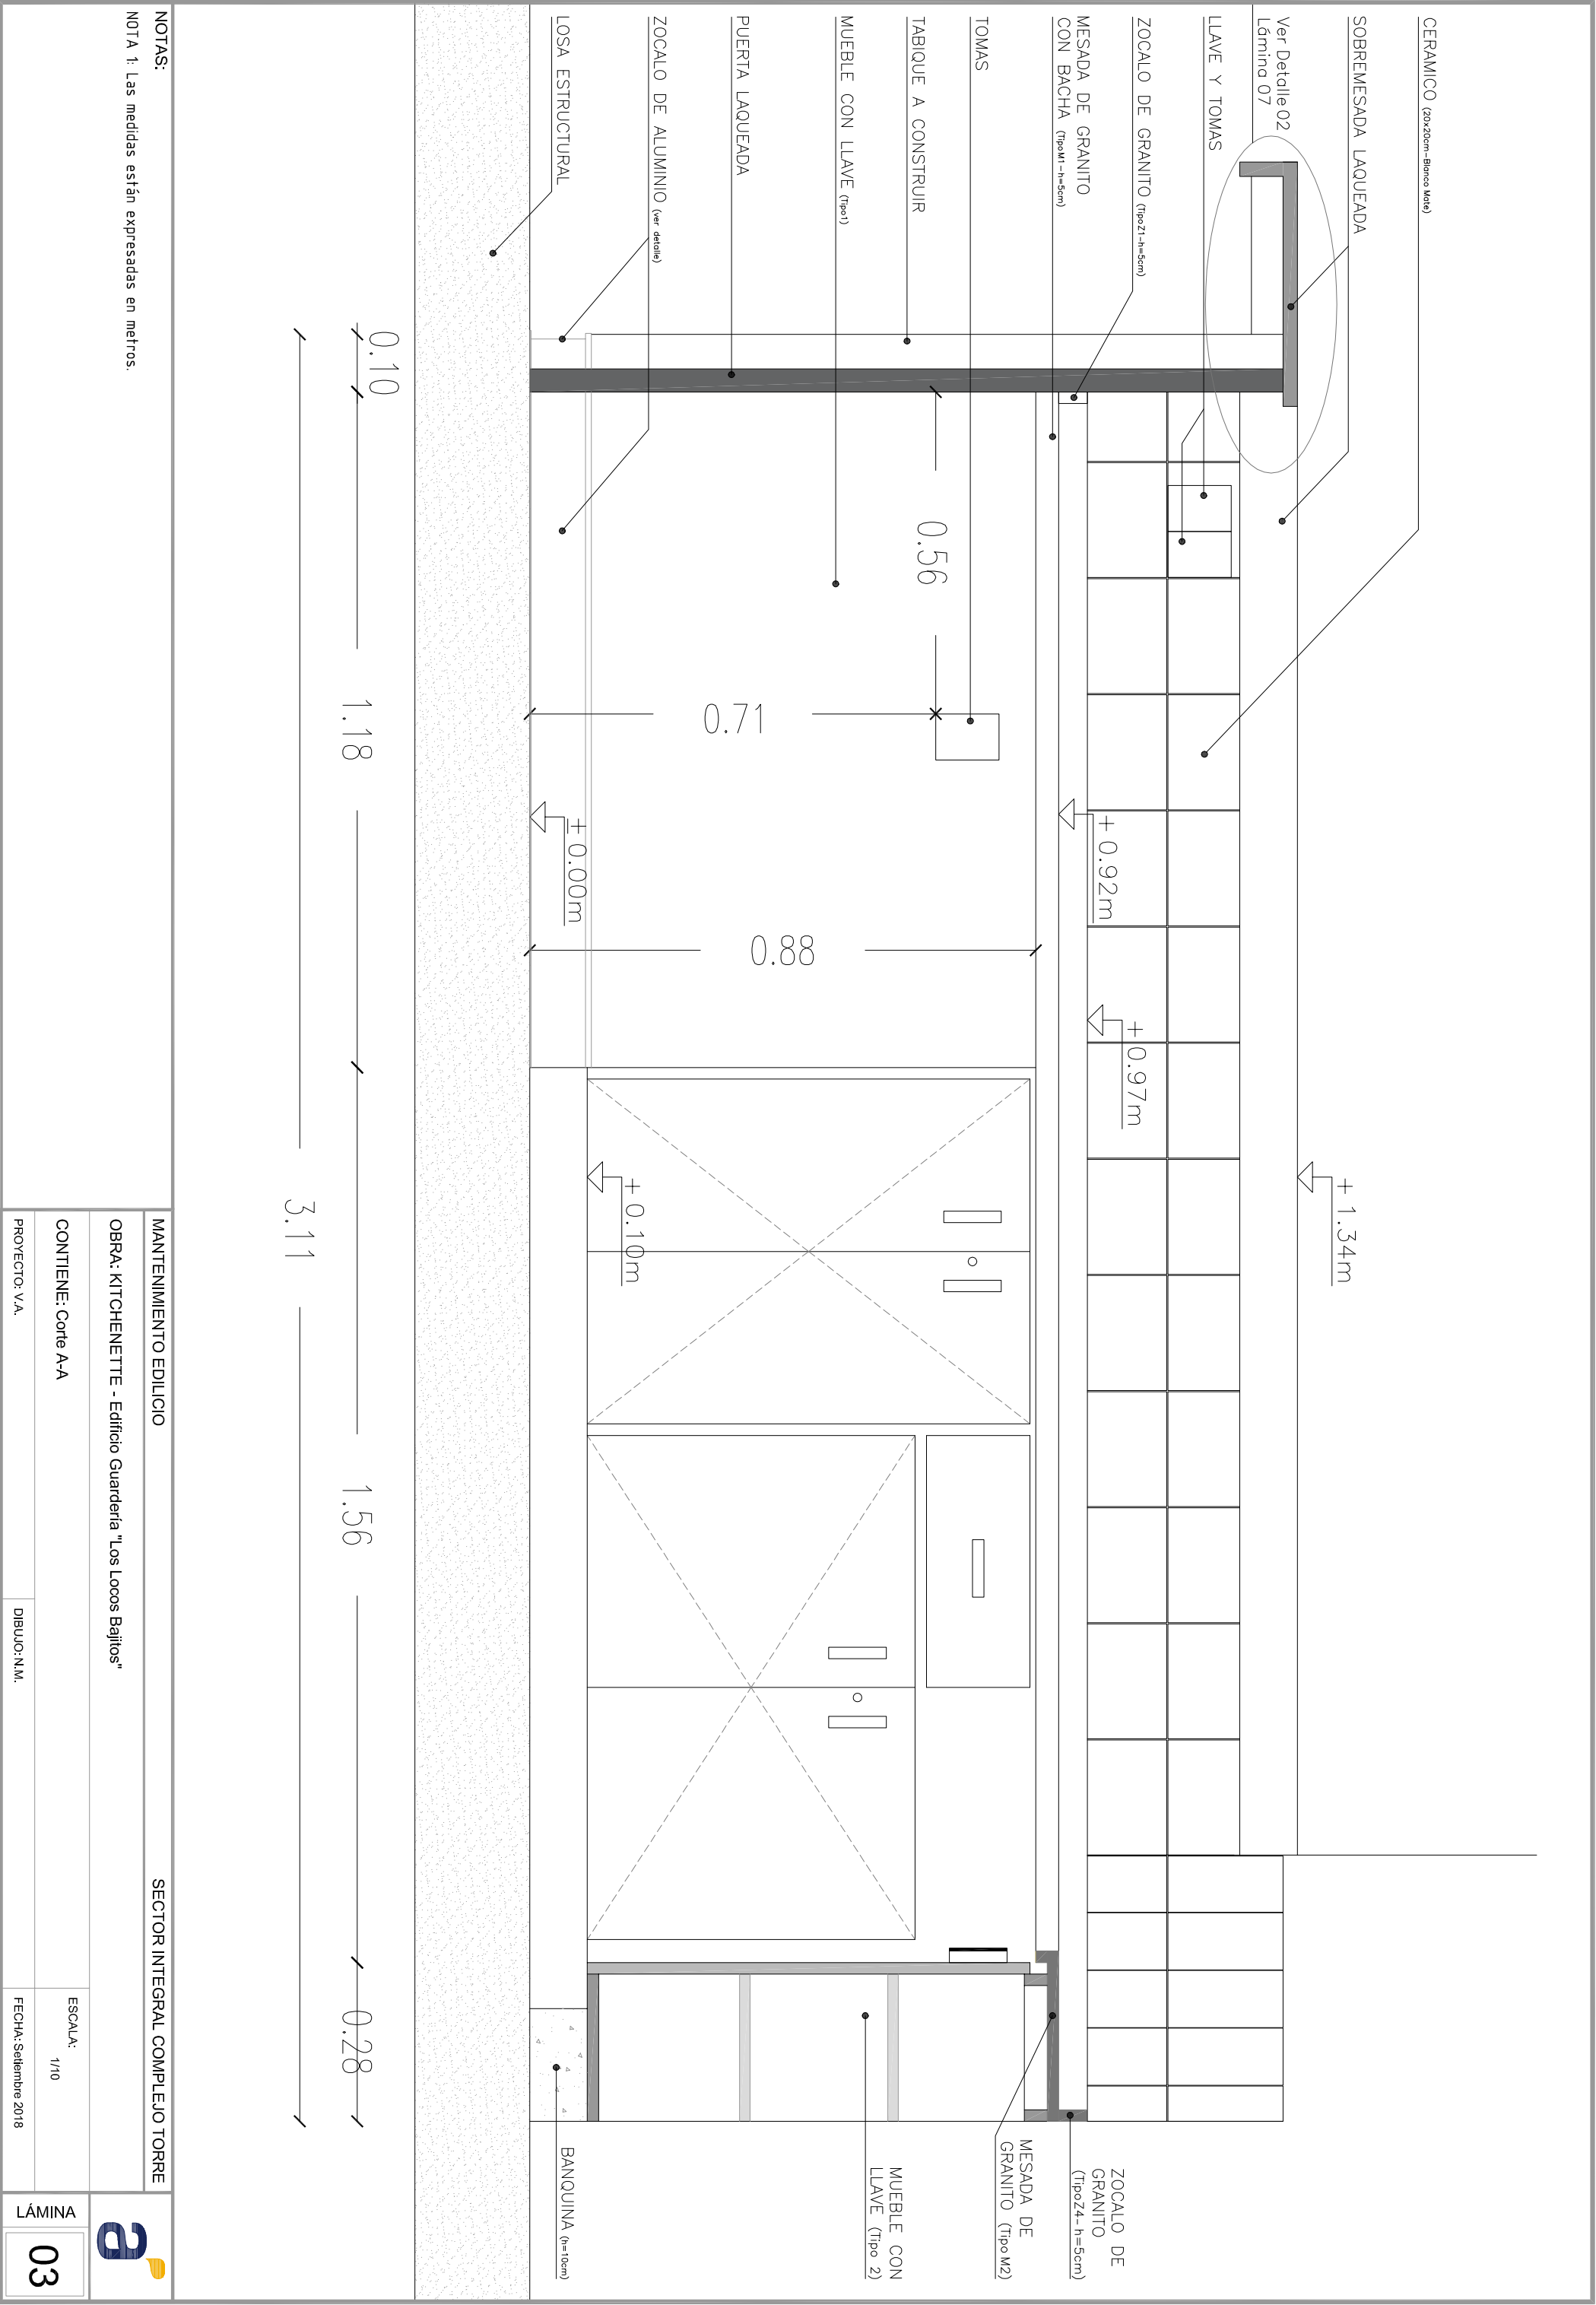 CERAMICO (20x20cm-Blanco Mate)
SOBREMESADA LAQUEADA
Ver Detalle 02
Lámina 07
LLAVE Y TOMAS
ZOCALO DE GRANITO (Tipo Z1-h=5cm)
MESADA DE GRANITO
CON BACHA (Tipo M1-h=5cm)
TOMAS
TABIQUE A CONSTRUIR
MUEBLE CON LLAVE (Tipo1)
PUERTA LAQUEADA
ZOCALO DE ALUMINIO (ver detalle)
LOSA ESTRUCTURAL
+ 1.34m
+ 0.97m
+ 0.92m
0.56
0.71
0.88
+ 0.00m
+ 0.10m
ZOCALO DE
GRANITO
(Tipo Z4- h=5cm)
MESADA DE
GRANITO (Tipo M2)
MUEBLE CON
LLAVE (Tipo 2)
BANQUINA (h=10cm)
0.10
1.18
1.56
0.28
3.11
NOTAS:
NOTA 1: Las medidas están expresadas en metros.
MANTENIMIENTO EDILICIO
SECTOR INTEGRAL COMPLEJO TORRE
OBRA: KITCHENETTE - Edificio Guardería "Los Locos Bajitos"
CONTIENE: Corte A-A
ESCALA:
1/10
PROYECTO: V.A.
DIBUJO: N.M.
FECHA: Setiembre 2018
a
LÁMINA
03